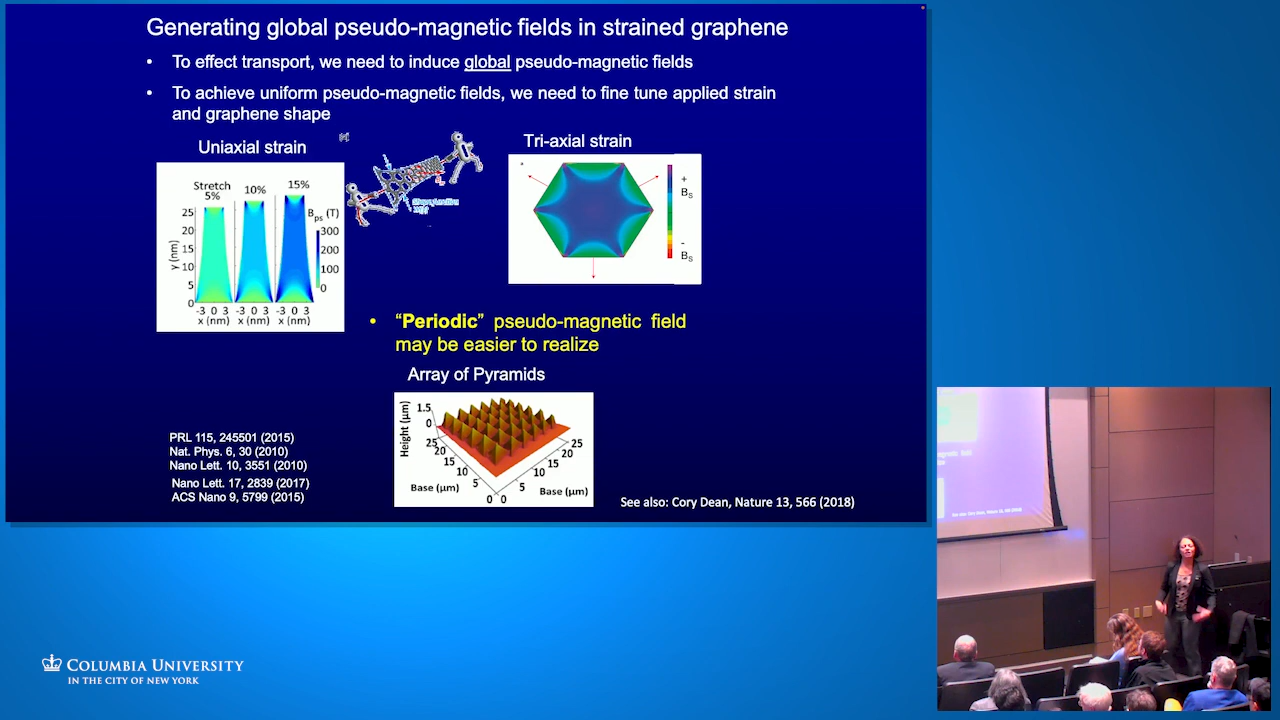 Generating global pseudo-magnetic fields in strained graphene
• To effect transport, we need to induce global pseudo-magnetic fields
• To achieve uniform pseudo-magnetic fields, we need to fine tune applied strain
and graphene shape
Uniaxial strain
Stretch
5%
10%
15%
Bps (T)
300
200
100
0
25
20
15
10
5
0
y (nm)
-3 0 3
-3 0 3
-3 0 3
x (nm)
x (nm)
x (nm)
Tri-axial strain
+
BS
-
BS
• “Periodic” pseudo-magnetic field
may be easier to realize
Array of Pyramids
Height (μm)
1.5
0
25
20
15
10
5
0
Base (μm)
0
5
10
15
20
25
Base (μm)
PRL 115, 245501 (2015)
Nat. Phys. 6, 30 (2010)
Nano Lett. 10, 3551 (2010)
Nano Lett. 17, 2839 (2017)
ACS Nano 9, 5799 (2015)
See also: Cory Dean, Nature 13, 566 (2018)
COLUMBIA UNIVERSITY
IN THE CITY OF NEW YORK